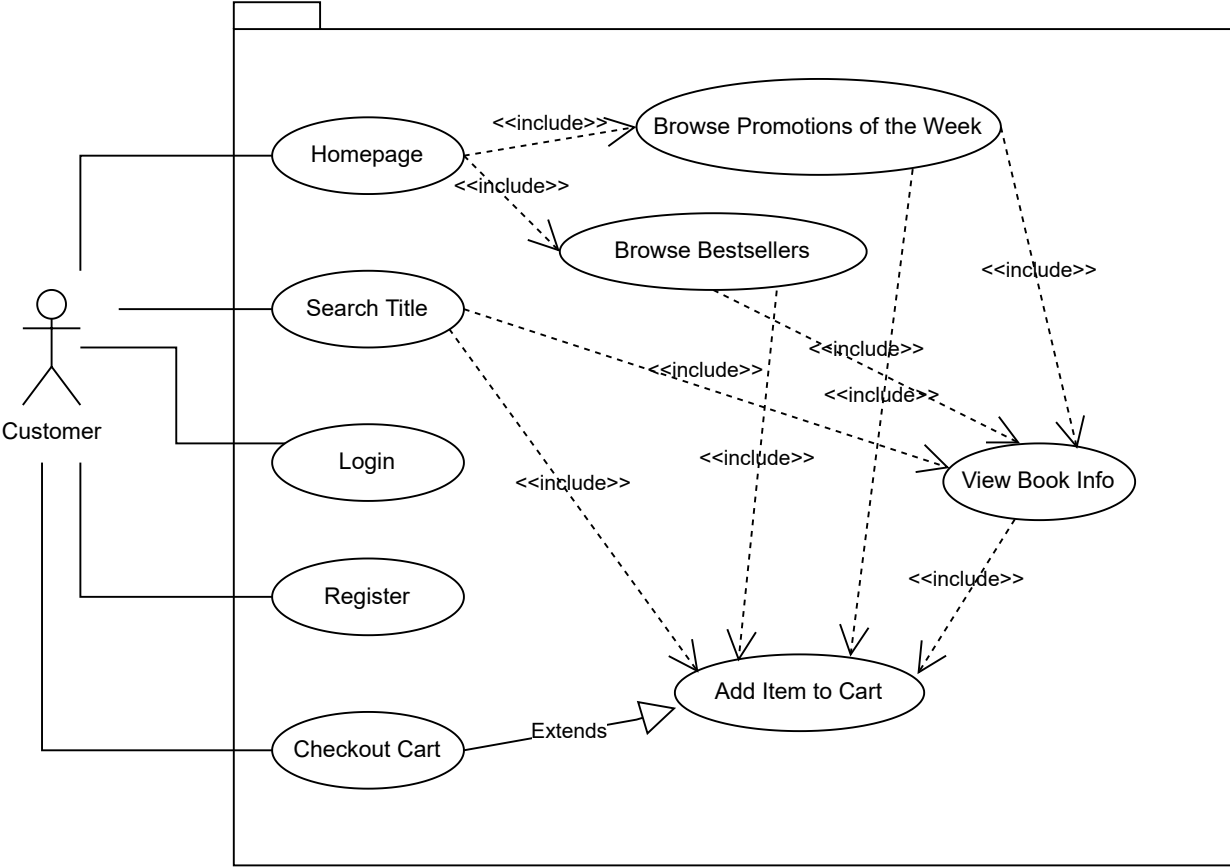 <<include>>
Browse Promotions of the Week
Homepage
<<include>>
Browse Bestsellers
<<include>>
Search Title
<<include>>
<<include>>
<<include>>
Customer
<<include>>
Login
View Book Info
<<include>>
<<include>>
Register
Add Item to Cart
Extends
Checkout Cart